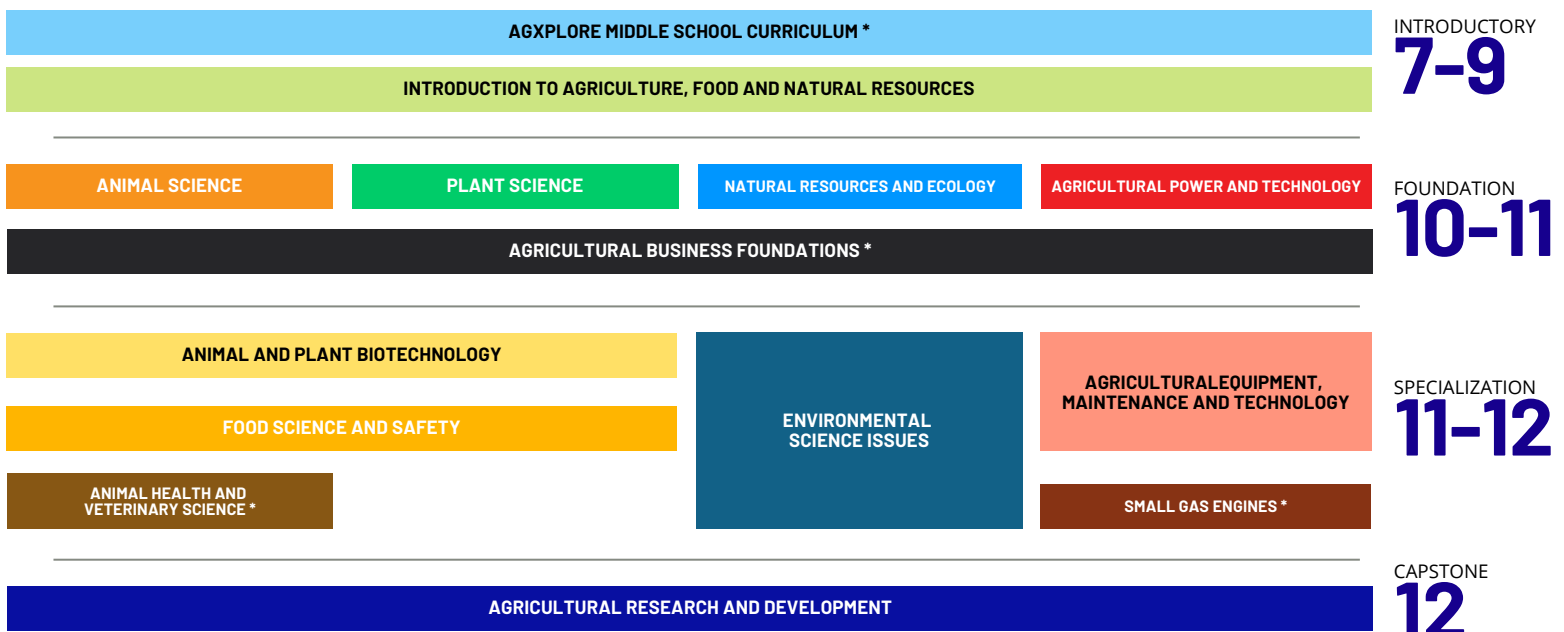 AGXPLORE MIDDLE SCHOOL CURRICULUM *
INTRODUCTORY
7-9
INTRODUCTION TO AGRICULTURE, FOOD AND NATURAL RESOURCES
ANIMAL SCIENCE
PLANT SCIENCE
NATURAL RESOURCES AND ECOLOGY
AGRICULTURAL POWER AND TECHNOLOGY
FOUNDATION
10-11
AGRICULTURAL BUSINESS FOUNDATIONS *
ANIMAL AND PLANT BIOTECHNOLOGY
FOOD SCIENCE AND SAFETY
ANIMAL HEALTH AND
VETERINARY SCIENCE *
ENVIRONMENTAL
SCIENCE ISSUES
AGRICULTURALEQUIPMENT,
MAINTENANCE AND TECHNOLOGY
SMALL GAS ENGINES *
SPECIALIZATION
11-12
AGRICULTURAL RESEARCH AND DEVELOPMENT
CAPSTONE
12